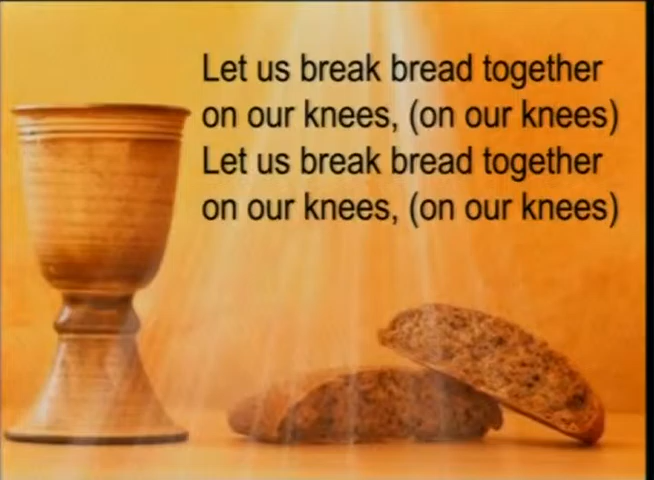 Let us break bread together
on our knees, (on our knees)
Let us break bread together
on our knees, (on our knees)